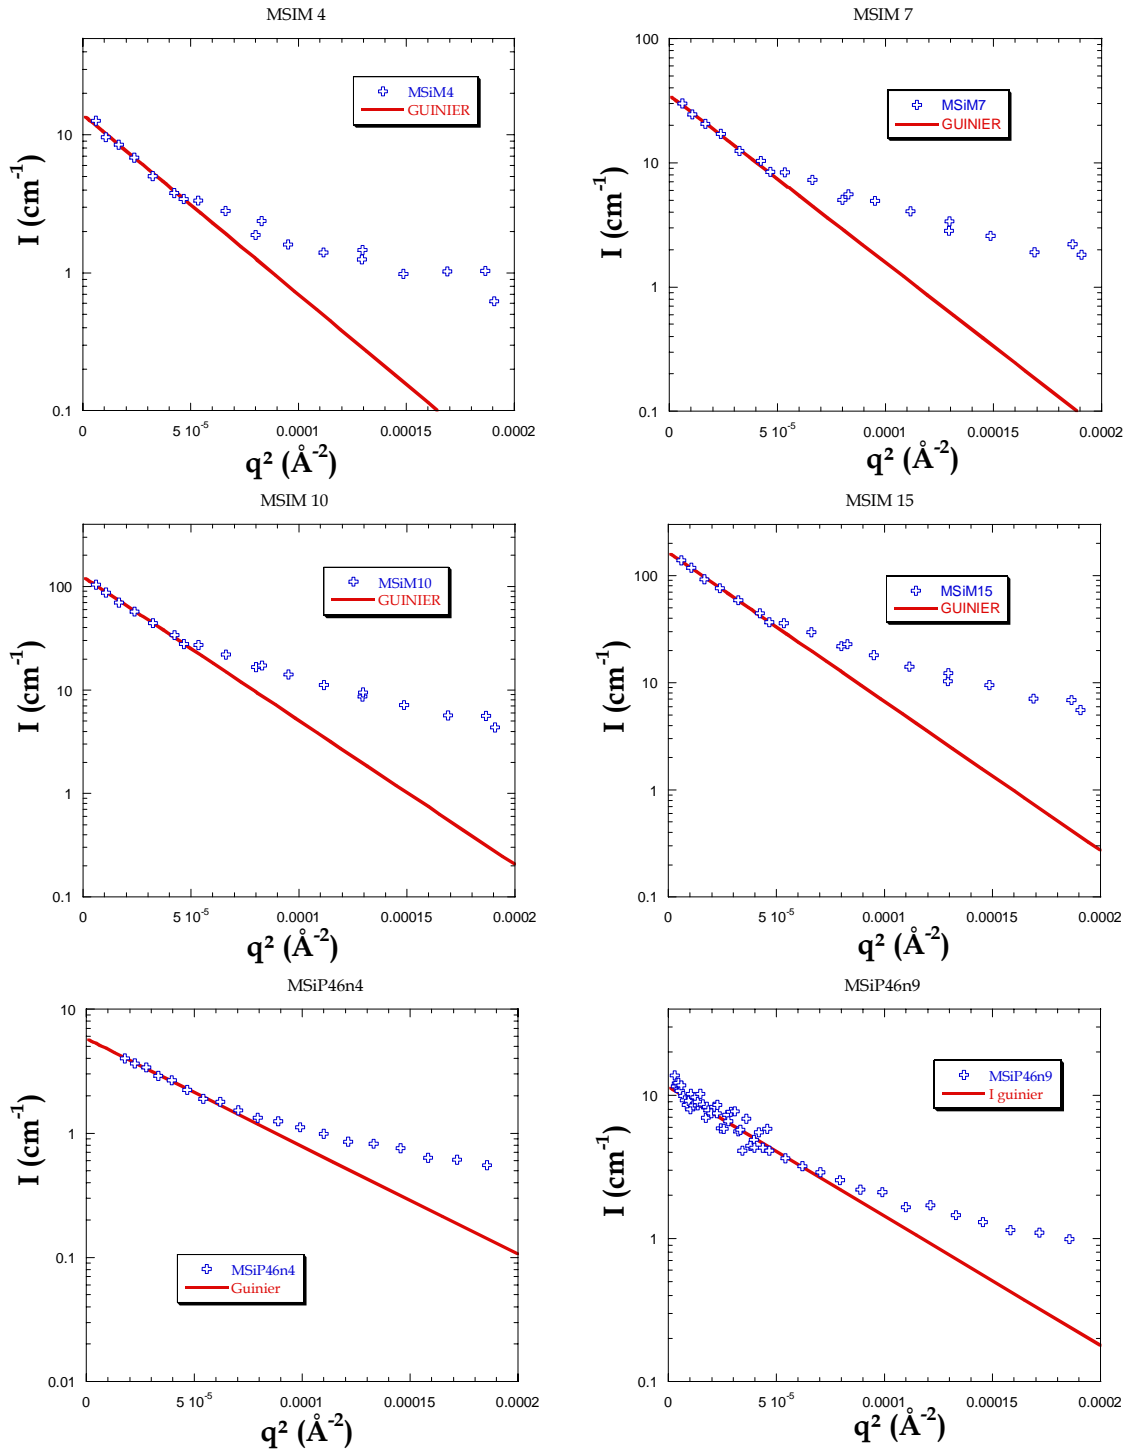 MSIM 4
I (cm⁻¹)
10
1
0.1
MSiM4
GUINIER
0 5 10⁻⁵ 0.0001 0.00015 0.0002
q² (Å⁻²)
MSIM 7
I (cm⁻¹)
100
10
1
0.1
MSiM7
GUINIER
0 5 10⁻⁵ 0.0001 0.00015 0.0002
q² (Å⁻²)
MSIM 10
I (cm⁻¹)
100
10
1
0.1
MSiM10
GUINIER
0 5 10⁻⁵ 0.0001 0.00015 0.0002
q² (Å⁻²)
MSIM 15
I (cm⁻¹)
100
10
1
0.1
MSiM15
GUINIER
0 5 10⁻⁵ 0.0001 0.00015 0.0002
q² (Å⁻²)
MSiP46n4
I (cm⁻¹)
10
1
0.1
0.01
MSiP46n4
Guinier
0 5 10⁻⁵ 0.0001 0.00015 0.0002
q² (Å⁻²)
MSiP46n9
I (cm⁻¹)
10
1
0.1
MSiP46n9
I guinier
0 5 10⁻⁵ 0.0001 0.00015 0.0002
q² (Å⁻²)